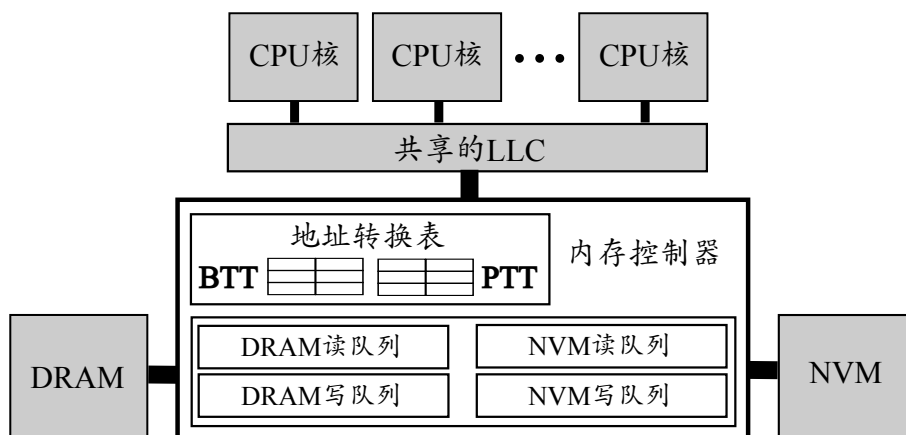 CPU核 CPU核 ••• CPU核
共享的LLC
地址转换表
内存控制器
BTT PTT
DRAM读队列 NVM读队列
DRAM NVM
DRAM写队列 NVM写队列